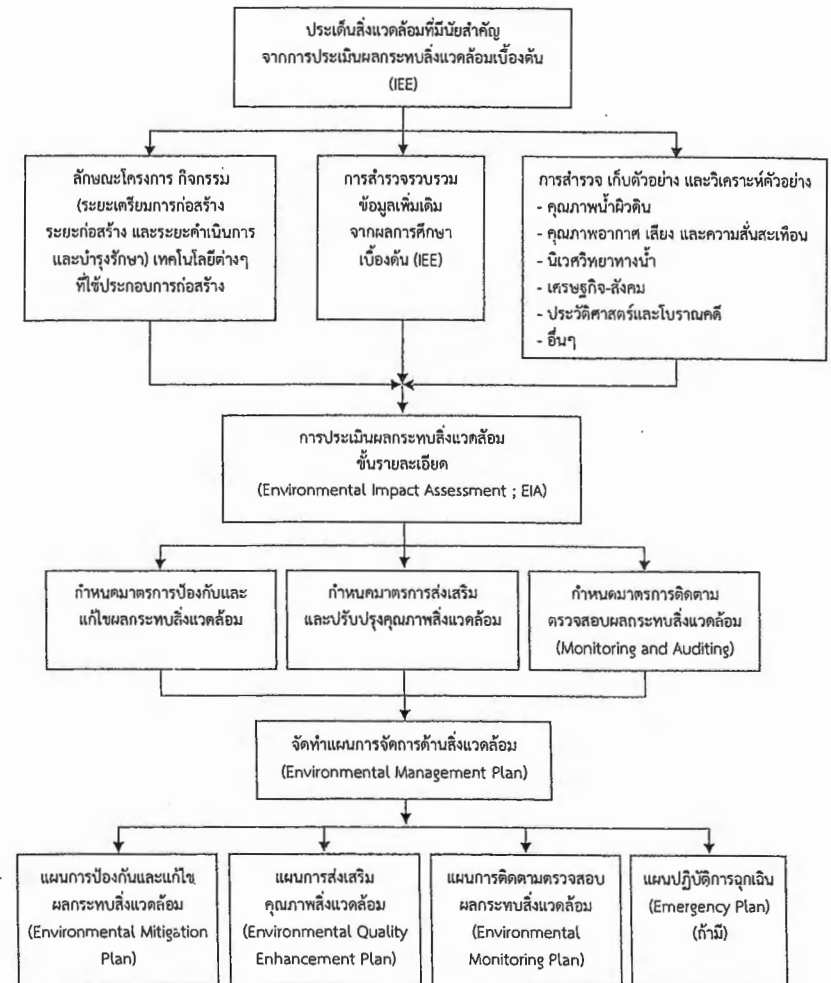 ประเด็นสิ่งแวดล้อมที่มีนัยสำคัญ
จากการประเมินผลกระทบสิ่งแวดล้อมเบื้องต้น
(IEE)
ลักษณะโครงการ กิจกรรม
(ระยะเตรียมการก่อสร้าง
ระยะก่อสร้าง และระยะดำเนินการ
และบำรุงรักษา) เทคโนโลยีต่างๆ
ที่ใช้ประกอบการก่อสร้าง
การสำรวจรวบรวม
ข้อมูลเพิ่มเติม
จากผลการศึกษา
เบื้องต้น (IEE)
การสำรวจ เก็บตัวอย่าง และวิเคราะห์ตัวอย่าง
- คุณภาพน้ำผิวดิน
- คุณภาพอากาศ เสียง และความสั่นสะเทือน
- นิเวศวิทยาทางน้ำ
- เศรษฐกิจ-สังคม
- ประวัติศาสตร์และโบราณคดี
- อื่นๆ
การประเมินผลกระทบสิ่งแวดล้อม
ขั้นรายละเอียด
(Environmental Impact Assessment ; EIA)
กำหนดมาตรการป้องกันและ
แก้ไขผลกระทบสิ่งแวดล้อม
กำหนดมาตรการส่งเสริม
และปรับปรุงคุณภาพสิ่งแวดล้อม
กำหนดมาตรการติดตาม
ตรวจสอบผลกระทบสิ่งแวดล้อม
(Monitoring and Auditing)
จัดทำแผนการจัดการด้านสิ่งแวดล้อม
(Environmental Management Plan)
แผนการป้องกันและแก้ไข
ผลกระทบสิ่งแวดล้อม
(Environmental Mitigation
Plan)
แผนการส่งเสริม
คุณภาพสิ่งแวดล้อม
(Environmental Quality
Enhancement Plan)
แผนการติดตามตรวจสอบ
ผลกระทบสิ่งแวดล้อม
(Environmental
Monitoring Plan)
แผนปฏิบัติการฉุกเฉิน
(Emergency Plan)
(ถ้ามี)